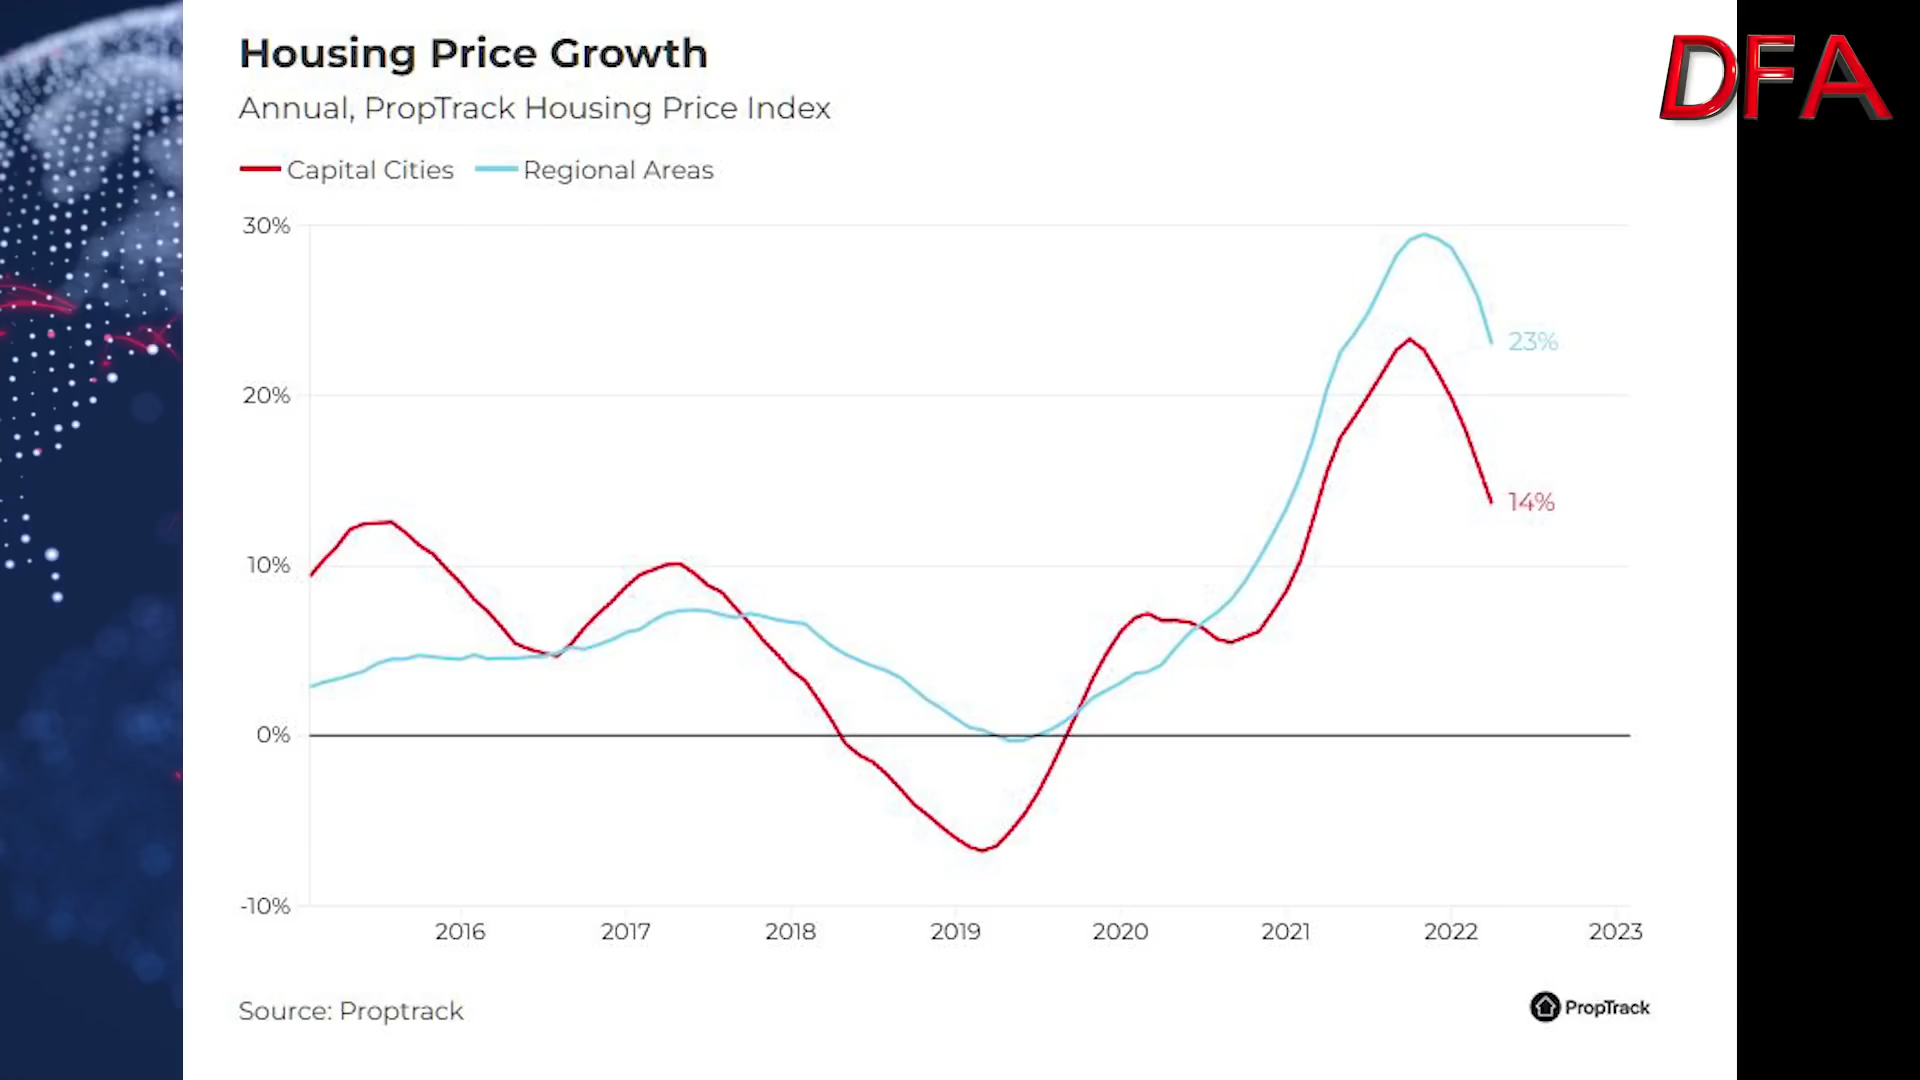 Housing Price Growth
DFA
Annual, PropTrack Housing Price Index
Capital Cities Regional Areas
30%
23%
20%
14%
10%
0%
-10%
2016 2017 2018 2019 2020 2021 2022 2023
Source: Proptrack
PropTrack